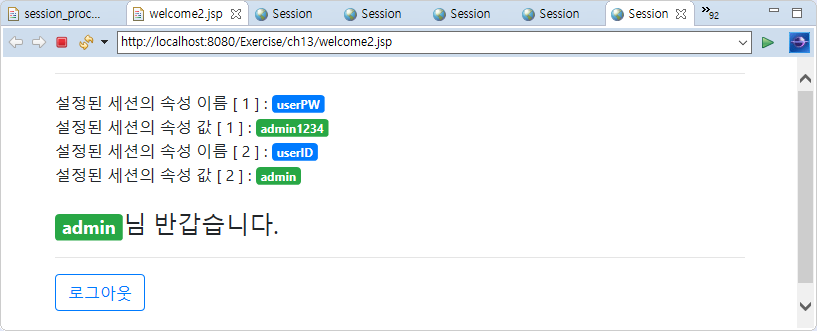 session_proc... welcome2.jsp Session Session Session Session Session »92
http://localhost:8080/Exercise/ch13/welcome2.jsp
설정된 세션의 속성 이름 [ 1 ] : userPW
설정된 세션의 속성 값 [ 1 ] : admin1234
설정된 세션의 속성 이름 [ 2 ] : userID
설정된 세션의 속성 값 [ 2 ] : admin
admin님 반갑습니다.
로그아웃